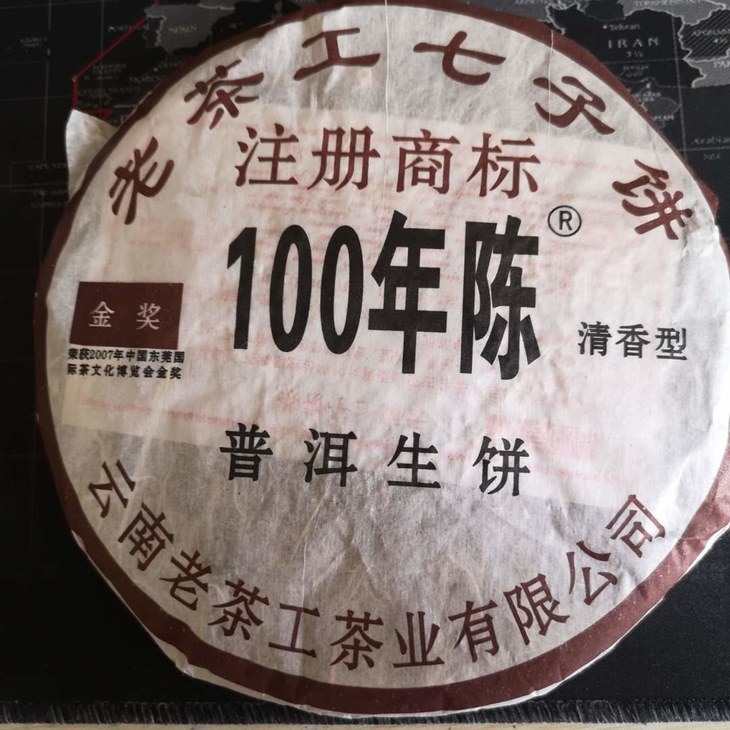 老茶工七子饼
注册商标
100年陈®
清香型
金奖
荣获2007年中国东莞国
际茶文化博览会金奖
普洱生饼
云南老茶工茶业有限公司
IRAN